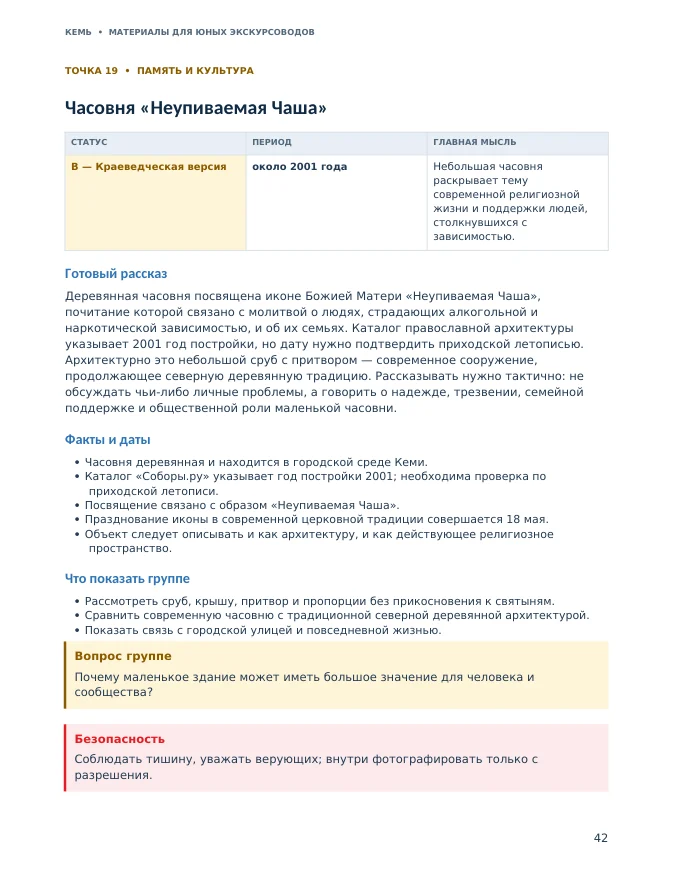 КЕМЬ • МАТЕРИАЛЫ ДЛЯ ЮНЫХ ЭКСКУРСОВОДОВ
ТОЧКА 19 • ПАМЯТЬ И КУЛЬТУРА
Часовня «Неупиваемая Чаша»
СТАТУС ПЕРИОД ГЛАВНАЯ МЫСЛЬ
В — Краеведческая версия около 2001 года Небольшая часовня
раскрывает тему
современной религиозной
жизни и поддержки людей,
столкнувшихся с
зависимостью.
Готовый рассказ
Деревянная часовня посвящена иконе Божией Матери «Неупиваемая Чаша»,
почитание которой связано с молитвой о людях, страдающих алкогольной и
наркотической зависимостью, и об их семьях. Каталог православной архитектуры
указывает 2001 год постройки, но дату нужно подтвердить приходской летописью.
Архитектурно это небольшой сруб с притвором — современное сооружение,
продолжающее северную деревянную традицию. Рассказывать нужно тактично: не
обсуждать чьи-либо личные проблемы, а говорить о надежде, трезвении, семейной
поддержке и общественной роли маленькой часовни.
Факты и даты
• Часовня деревянная и находится в городской среде Кеми.
• Каталог «Соборы.ру» указывает год постройки 2001; необходима проверка по
приходской летописи.
• Посвящение связано с образом «Неупиваемая Чаша».
• Празднование иконы в современной церковной традиции совершается 18 мая.
• Объект следует описывать и как архитектуру, и как действующее религиозное
пространство.
Что показать группе
• Рассмотреть сруб, крышу, притвор и пропорции без прикосновения к святыням.
• Сравнить современную часовню с традиционной северной деревянной архитектурой.
• Показать связь с городской улицей и повседневной жизнью.
Вопрос группе
Почему маленькое здание может иметь большое значение для человека и
сообщества?
Безопасность
Соблюдать тишину, уважать верующих; внутри фотографировать только с
разрешения.
42